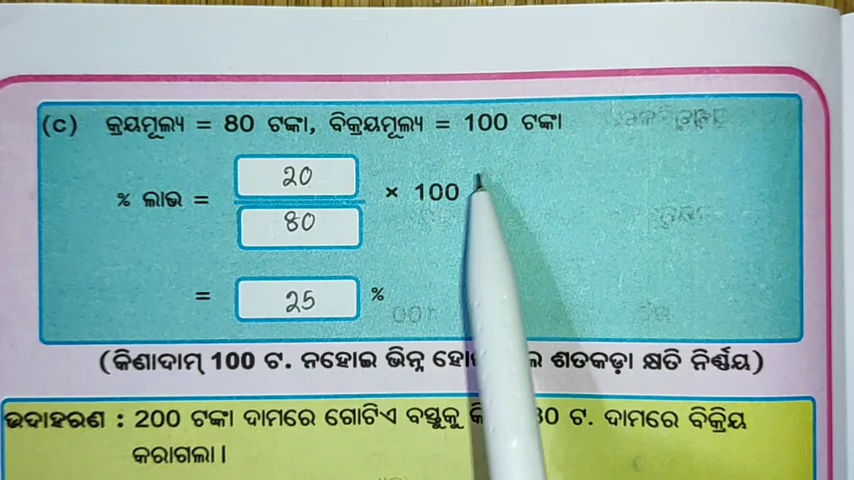 (c) କ୍ରୟମୂଲ୍ୟ = 80 ଟଙ୍କା, ବିକ୍ରୟମୂଲ୍ୟ = 100 ଟଙ୍କା
20
% ଲାଭ = × 100
80
= 25 %
(କିଣାଦାମ୍ 100 ଟ. ନହୋଇ ଭିନ୍ନ ଶତକଡ଼ା କ୍ଷତି ନିର୍ଣ୍ଣୟ)
ଉଦାହରଣ : 200 ଟଙ୍କା ଦାମରେ ଗୋଟିଏ ବସ୍ତୁକୁ ଟ. ଦାମରେ ବିକ୍ରିୟ
କରାଗଲା ।